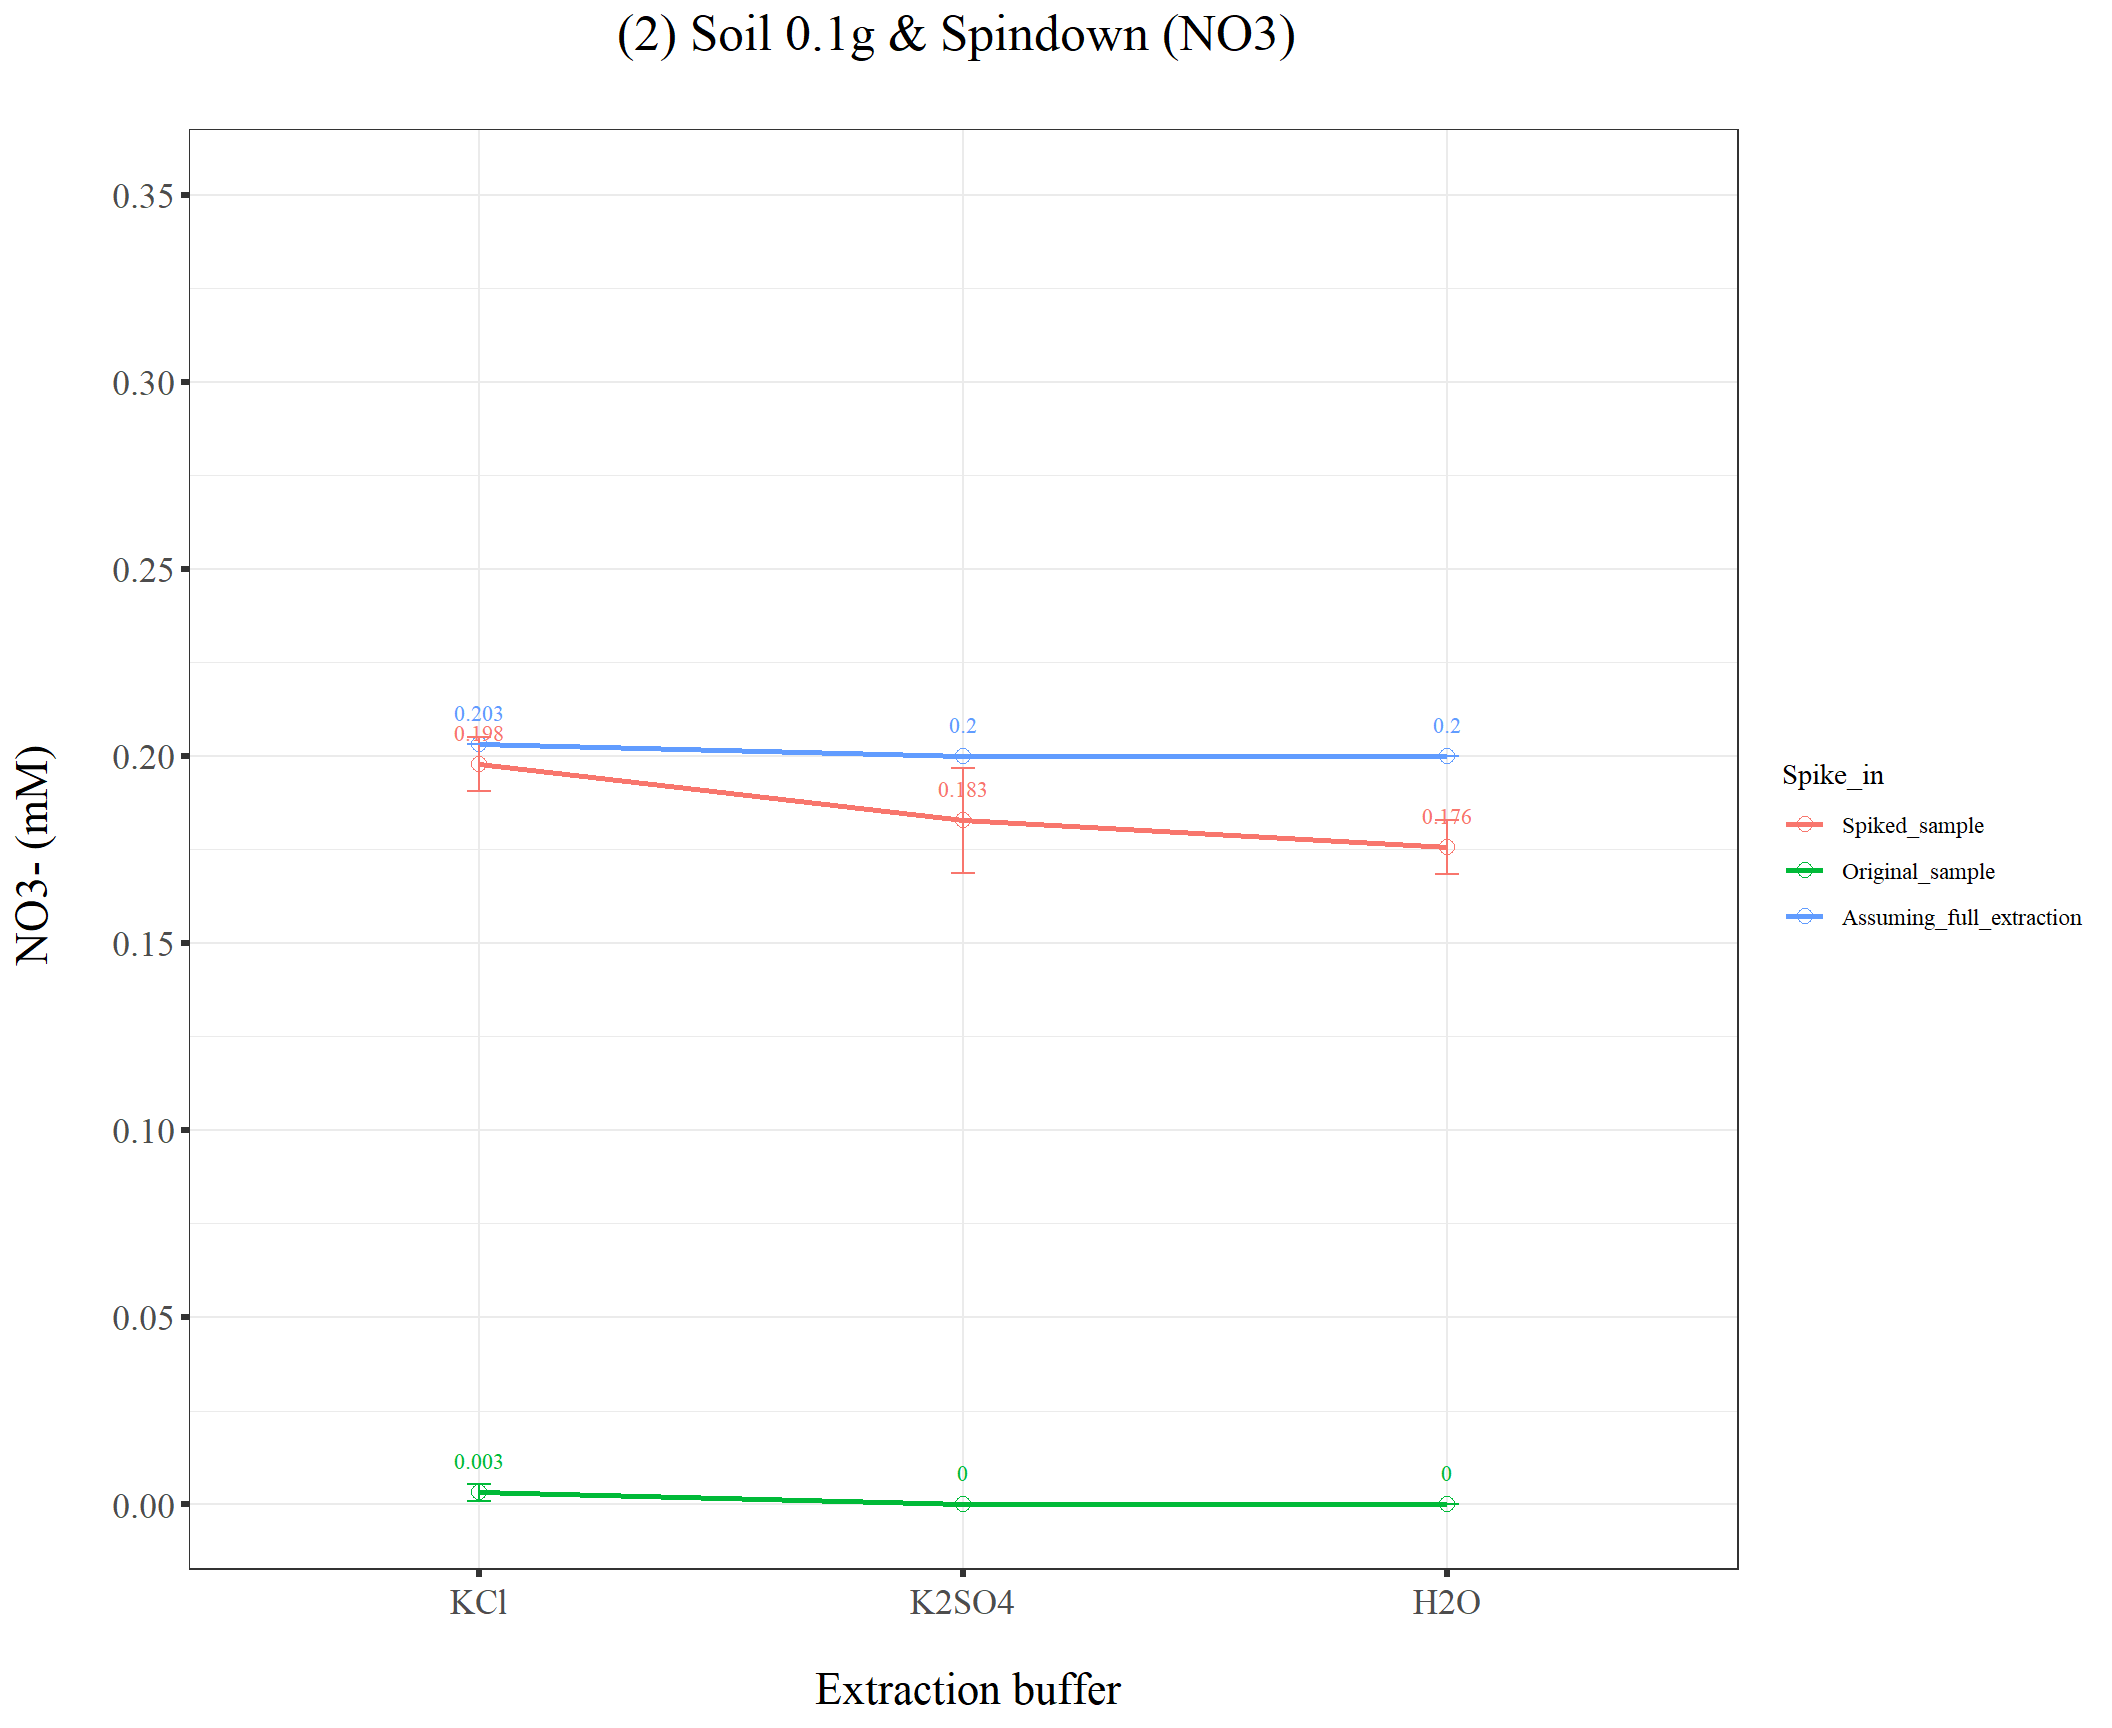 (2) Soil 0.1g & Spindown (NO3)
NO3- (mM)
0.35
0.30
0.25
0.20
0.15
0.10
0.05
0.00
0.203
0.198
0.2
0.183
0.2
0.176
0.003
0
0
KCl
K2SO4
H2O
Extraction buffer
Spike_in
Spiked_sample
Original_sample
Assuming_full_extraction